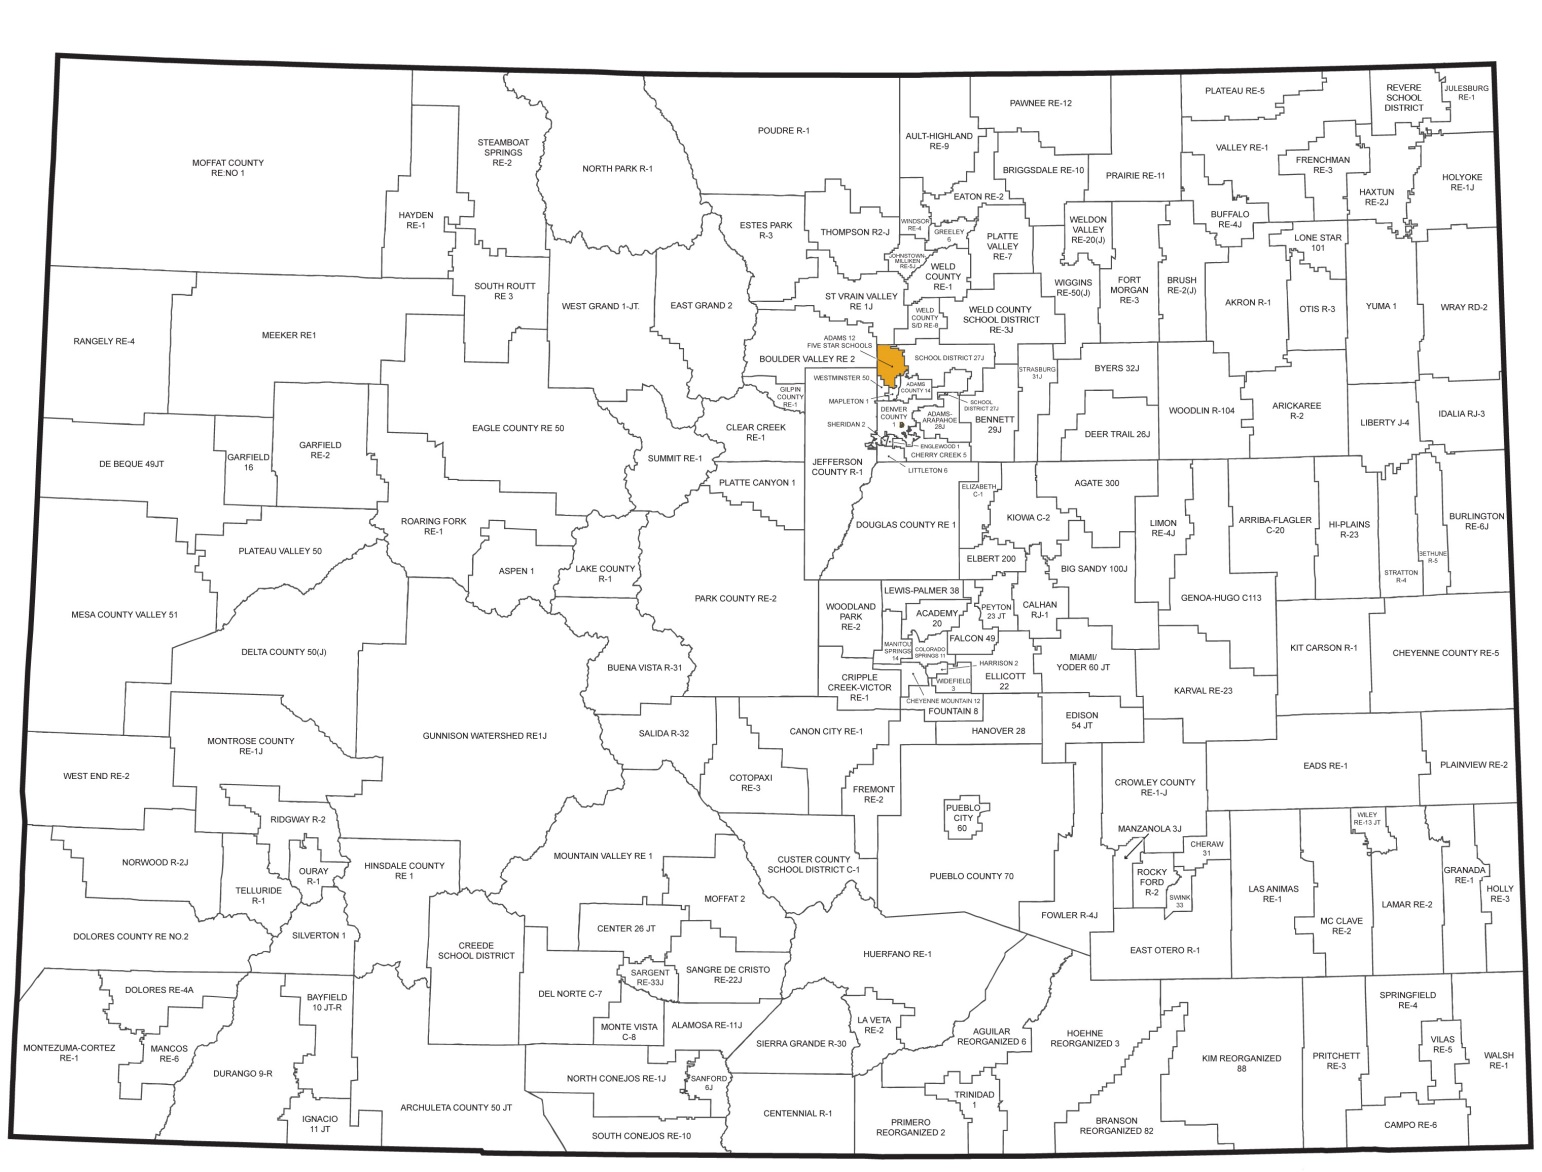 MOFFAT COUNTY
RE:NO 1
HAYDEN
RE-1
STEAMBOAT
SPRINGS
RE-2
NORTH PARK R-1
POUDRE R-1
AULT-HIGHLAND
RE-9
PAWNEE RE-12
BRIGGSDALE RE-10
PRAIRIE RE-11
PLATEAU RE-5
REVERE
SCHOOL
DISTRICT
JULESBURG
RE-1
VALLEY RE-1
FRENCHMAN
RE-3
HAXTUN
RE-2J
HOLYOKE
RE-1J
BUFFALO
RE-4J
LONE STAR
101
EATON RE-2
ESTES PARK
R-3
THOMPSON R2-J
WINDSOR
RE-4
GREELEY
6
PLATTE
VALLEY
RE-7
WELDON
VALLEY
RE-20(J)
JOHNSTOWN-
MILLIKEN
RE-5J
WELD
COUNTY
RE-1
WIGGINS
RE-50(J)
FORT
MORGAN
RE-3
BRUSH
RE-2(J)
AKRON R-1
OTIS R-3
YUMA 1
WRAY RD-2
RANGELY RE-4
MEEKER RE1
SOUTH ROUTT
RE 3
WEST GRAND 1-JT.
EAST GRAND 2
ST VRAIN VALLEY
RE 1J
WELD
COUNTY
S/D RE-8
WELD COUNTY
SCHOOL DISTRICT
RE-3J
ADAMS 12
FIVE STAR SCHOOLS
BOULDER VALLEY RE 2
SCHOOL DISTRICT 27J
STRASBURG
31J
BYERS 32J
WESTMINSTER 50
ADAMS
COUNTY 14
GILPIN
COUNTY
RE-1
MAPLETON 1
SCHOOL
DISTRICT 27J
DENVER
COUNTY
1
ADAMS-
ARAPAHOE
28J
BENNETT
29J
DEER TRAIL 26J
WOODLIN R-104
ARICKAREE
R-2
LIBERTY J-4
IDALIA RJ-3
SHERIDAN 2
ENGLEWOOD 1
CHERRY CREEK 5
LITTLETON 6
DE BEQUE 49JT
GARFIELD
16
GARFIELD
RE-2
EAGLE COUNTY RE 50
SUMMIT RE-1
CLEAR CREEK
RE-1
JEFFERSON
COUNTY R-1
PLATTE CANYON 1
ELIZABETH
C-1
AGATE 300
KIOWA C-2
DOUGLAS COUNTY RE 1
LIMON
RE-4J
ARRIBA-FLAGLER
C-20
HI-PLAINS
R-23
STRATTON
R-4
BETHUNE
R-5
BURLINGTON
RE-6J
PLATEAU VALLEY 50
ROARING FORK
RE-1
ASPEN 1
LAKE COUNTY
R-1
ELBERT 200
BIG SANDY 100J
MESA COUNTY VALLEY 51
PARK COUNTY RE-2
LEWIS-PALMER 38
WOODLAND
PARK
RE-2
ACADEMY
20
PEYTON
23 JT
CALHAN
RJ-1
GENOA-HUGO C113
FALCON 49
MANITOU
SPRINGS
14
COLORADO
SPRINGS 11
DELTA COUNTY 50(J)
BUENA VISTA R-31
HARRISON 2
WIDEFIELD
3
ELLICOTT
22
MIAMI/
YODER 60 JT
KIT CARSON R-1
CHEYENNE COUNTY RE-5
CRIPPLE
CREEK-VICTOR
RE-1
CHEYENNE MOUNTAIN 12
FOUNTAIN 8
KARVAL RE-23
EDISON
54 JT
HANOVER 28
MONTROSE COUNTY
RE-1J
GUNNISON WATERSHED RE1J
SALIDA R-32
CANON CITY RE-1
WEST END RE-2
COTOPAXI
RE-3
FREMONT
RE-2
EADS RE-1
PLAINVIEW RE-2
CROWLEY COUNTY
RE-1-J
PUEBLO
CITY
60
RIDGWAY R-2
MANZANOLA 3J
WILEY
RE-13 JT
CHERAW
31
NORWOOD R-2J
OURAY
R-1
TELLURIDE
R-1
HINSDALE COUNTY
RE 1
MOUNTAIN VALLEY RE 1
CUSTER COUNTY
SCHOOL DISTRICT C-1
PUEBLO COUNTY 70
ROCKY
FORD
R-2
SWINK
33
LAS ANIMAS
RE-1
GRANADA
RE-1
HOLLY
RE-3
MOFFAT 2
FOWLER R-4J
MC CLAVE
RE-2
LAMAR RE-2
DOLORES COUNTY RE NO.2
SILVERTON 1
CREEDE
SCHOOL DISTRICT
CENTER 26 JT
EAST OTERO R-1
HUERFANO RE-1
SARGENT
RE-33J
SANGRE DE CRISTO
RE-22J
DOLORES RE-4A
BAYFIELD
10 JT-R
DEL NORTE C-7
MONTE VISTA
C-8
ALAMOSA RE-11J
LA VETA
RE-2
SPRINGFIELD
RE-4
MONTEZUMA-CORTEZ
RE-1
MANCOS
RE-6
SIERRA GRANDE R-30
AGUILAR
REORGANIZED 6
HOEHNE
REORGANIZED 3
KIM REORGANIZED
88
PRITCHETT
RE-3
VILAS
RE-5
WALSH
RE-1
DURANGO 9-R
NORTH CONEJOS RE-1J
SANFORD
6J
TRINIDAD
1
IGNACIO
11 JT
ARCHULETA COUNTY 50 JT
CENTENNIAL R-1
PRIMERO
REORGANIZED 2
BRANSON
REORGANIZED 82
CAMPO RE-6
SOUTH CONEJOS RE-10